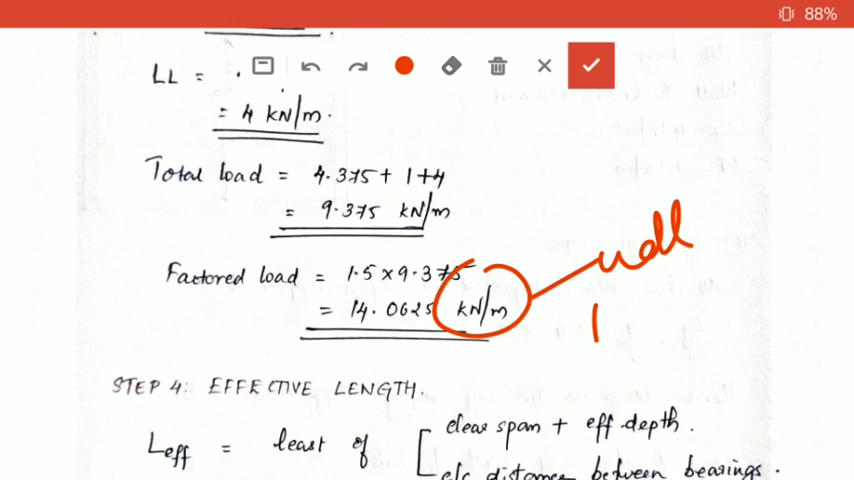 88%
LL =
= 4 kN/m.
Total load = 4.375 + 1+4
= 9.375 kN/m
Factored load = 1.5 x 9.375
= 14.0625 kN/m
udl
STEP 4: EFFECTIVE LENGTH.
Leff = least of [ clear span + eff. depth.
c/c distance between bearings.